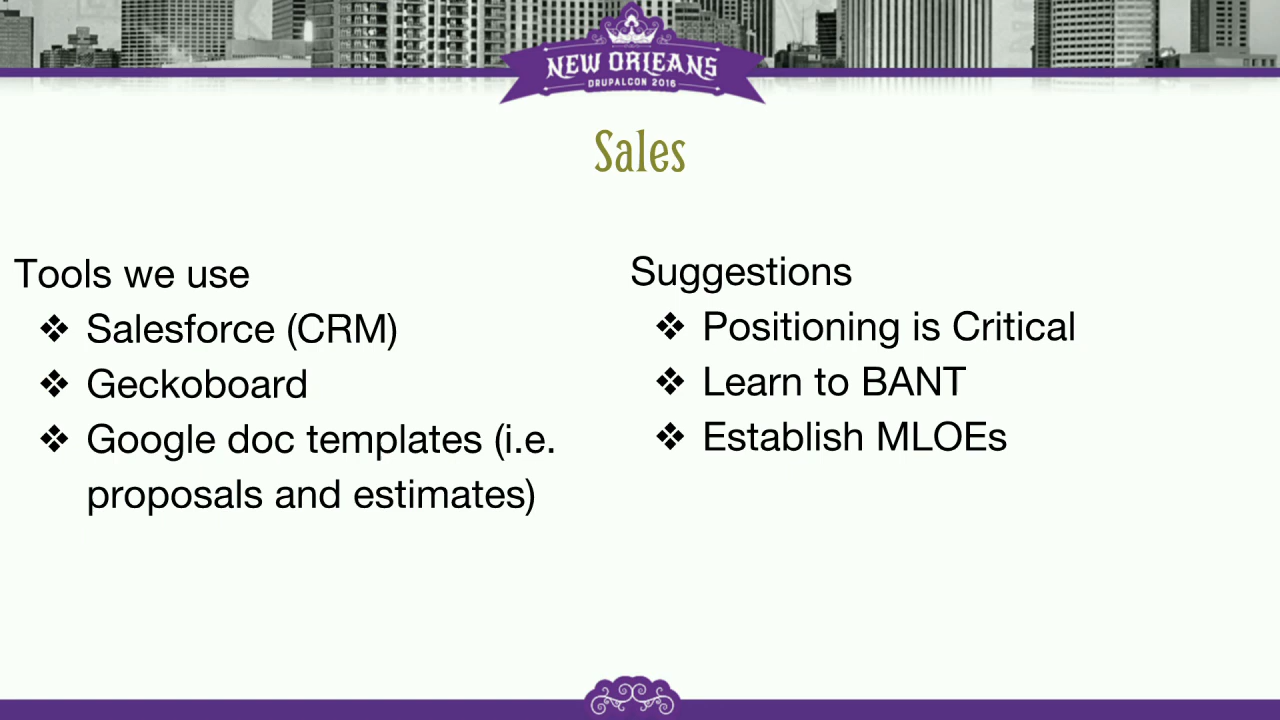 NEW ORLEANS
DRUPALCON 2016
Sales
Tools we use
❖ Salesforce (CRM)
❖ Geckoboard
❖ Google doc templates (i.e.
proposals and estimates)
Suggestions
❖ Positioning is Critical
❖ Learn to BANT
❖ Establish MLOEs